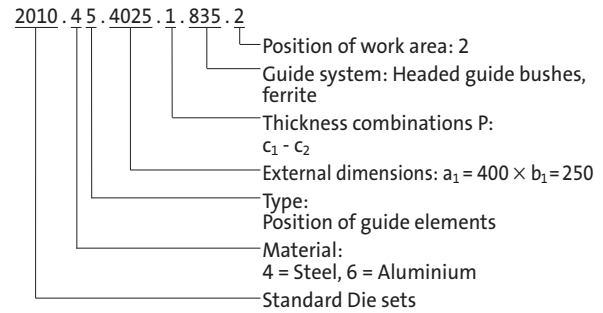 2010.45.4025.1.835.2
Position of work area: 2
Guide system: Headed guide bushes,
ferrite
Thickness combinations P:
c₁ - c₂
External dimensions: a₁ = 400 × b₁ = 250
Type:
Position of guide elements
Material:
4 = Steel, 6 = Aluminium
Standard Die sets